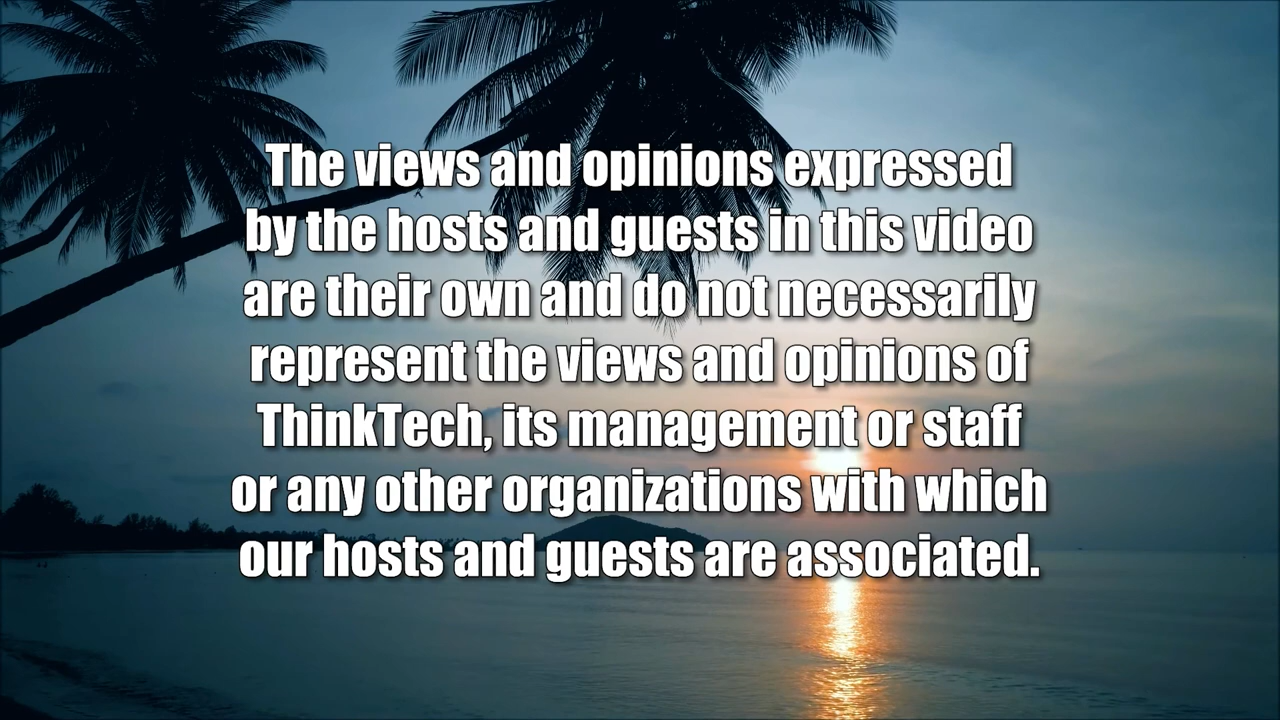 The views and opinions expressed
by the hosts and guests in this video
are their own and do not necessarily
represent the views and opinions of
ThinkTech, its management or staff
or any other organizations with which
our hosts and guests are associated.